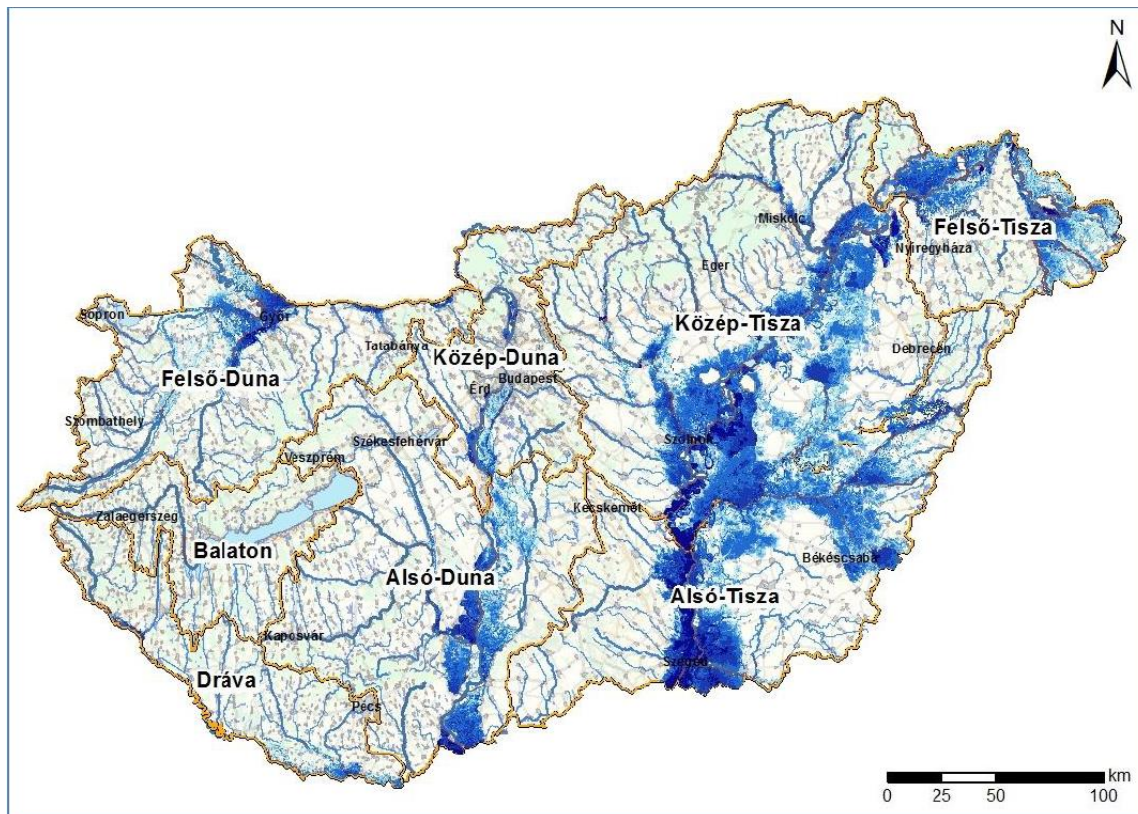 N
Miskolc
Felső-Tisza
Nyíregyháza
Eger
Sopron
Győr
Közép-Tisza
Tatabánya
Debrecen
Közép-Duna
Felső-Duna
Érd
Budapest
Szombathely
Székesfehérvár
Szolnok
Veszprém
Kecskemét
Zalaegerszeg
Balaton
Békéscsaba
Alsó-Duna
Alsó-Tisza
Kaposvár
Szeged
Dráva
Pécs
km
0 25 50 100